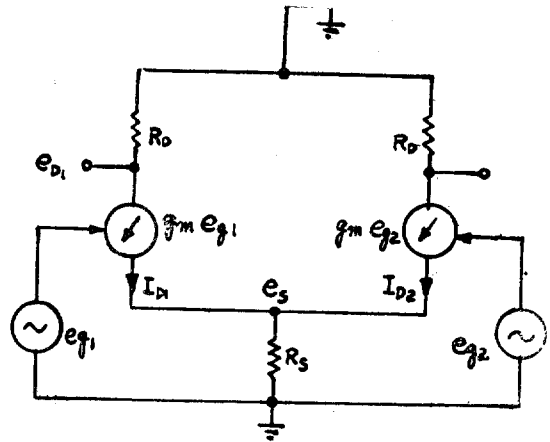 R_D
R_D
e_D1
g_m e_g1
g_m e_g2
I_D1
e_s
I_D2
e_g1
R_S
e_g2